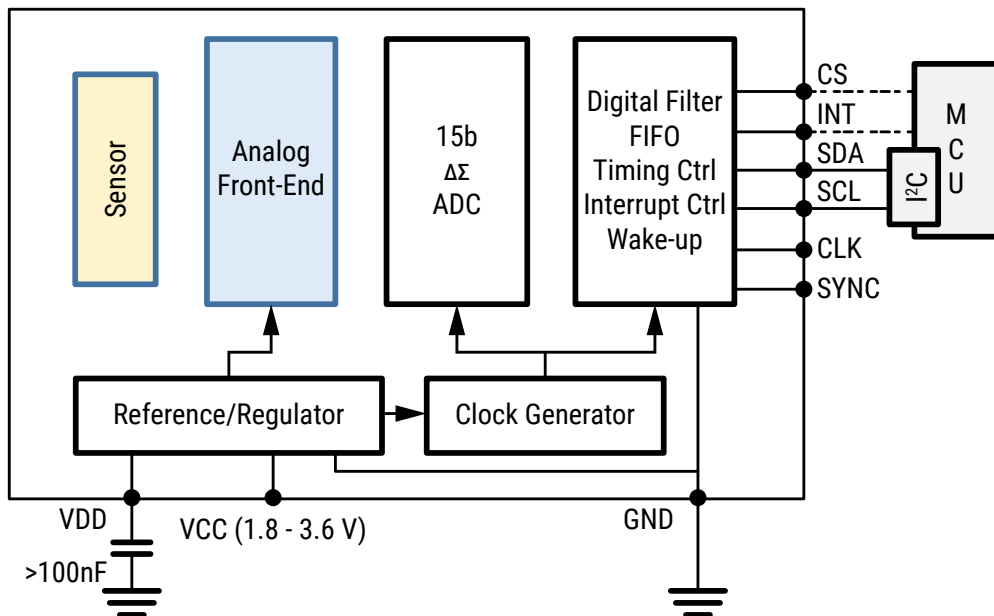 Sensor
Analog
Front-End
15b
ΔΣ
ADC
Digital Filter
FIFO
Timing Ctrl
Interrupt Ctrl
Wake-up
CS
INT
SDA
SCL
CLK
SYNC
I²C
M
C
U
Reference/Regulator
Clock Generator
VDD
VCC (1.8 - 3.6 V)
GND
>100nF